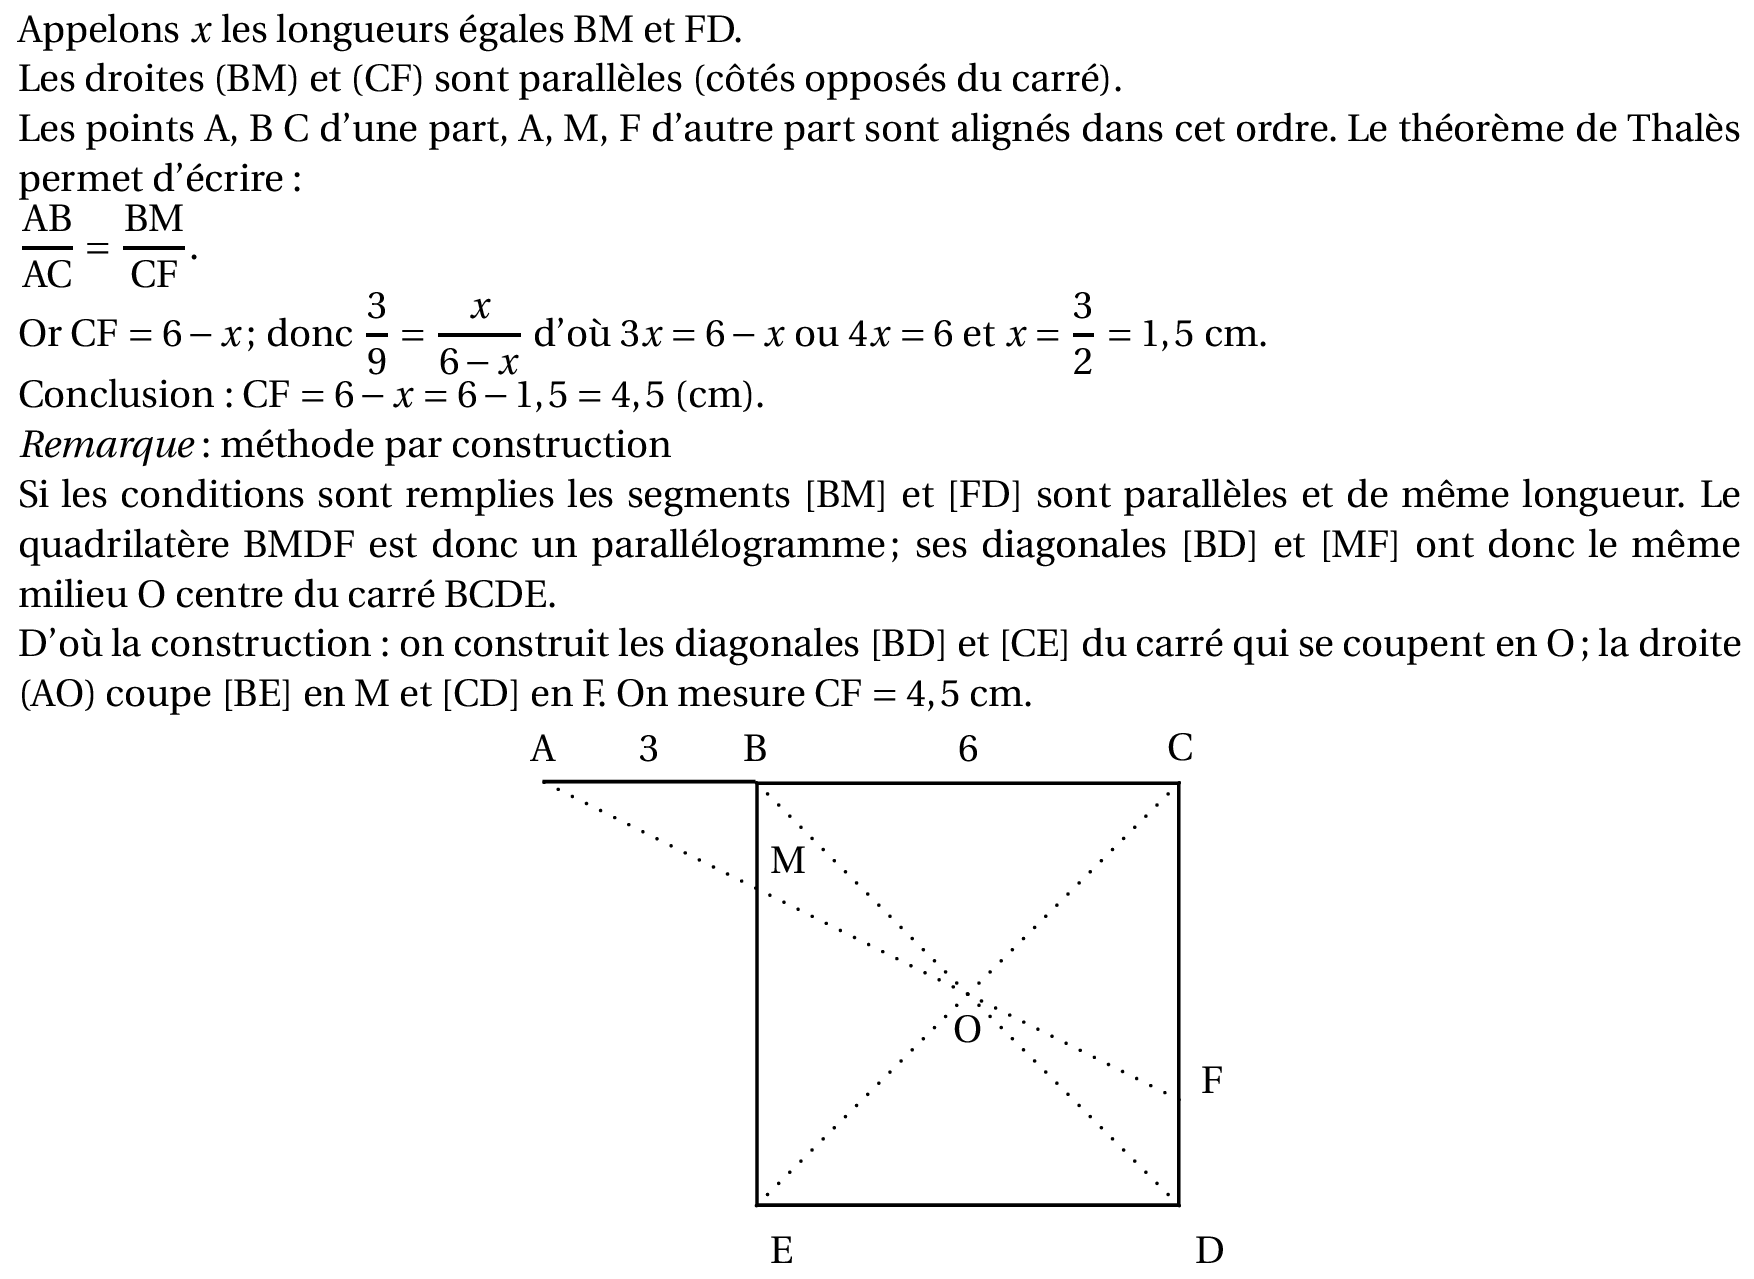 Appelons x les longueurs égales BM et FD.
Les droites (BM) et (CF) sont parallèles (côtés opposés du carré).
Les points A, B C d'une part, A, M, F d'autre part sont alignés dans cet ordre. Le théorème de Thalès
permet d'écrire :
AB/AC = BM/CF.
Or CF = 6 − x ; donc 3/9 = x/(6 − x) d'où 3x = 6 − x ou 4x = 6 et x = 3/2 = 1,5 cm.
Conclusion : CF = 6 − x = 6 − 1,5 = 4,5 (cm).
Remarque : méthode par construction
Si les conditions sont remplies les segments [BM] et [FD] sont parallèles et de même longueur. Le
quadrilatère BMDF est donc un parallélogramme ; ses diagonales [BD] et [MF] ont donc le même
milieu O centre du carré BCDE.
D'où la construction : on construit les diagonales [BD] et [CE] du carré qui se coupent en O ; la droite
(AO) coupe [BE] en M et [CD] en F. On mesure CF = 4,5 cm.
A 3 B 6 C
M
O
F
E D